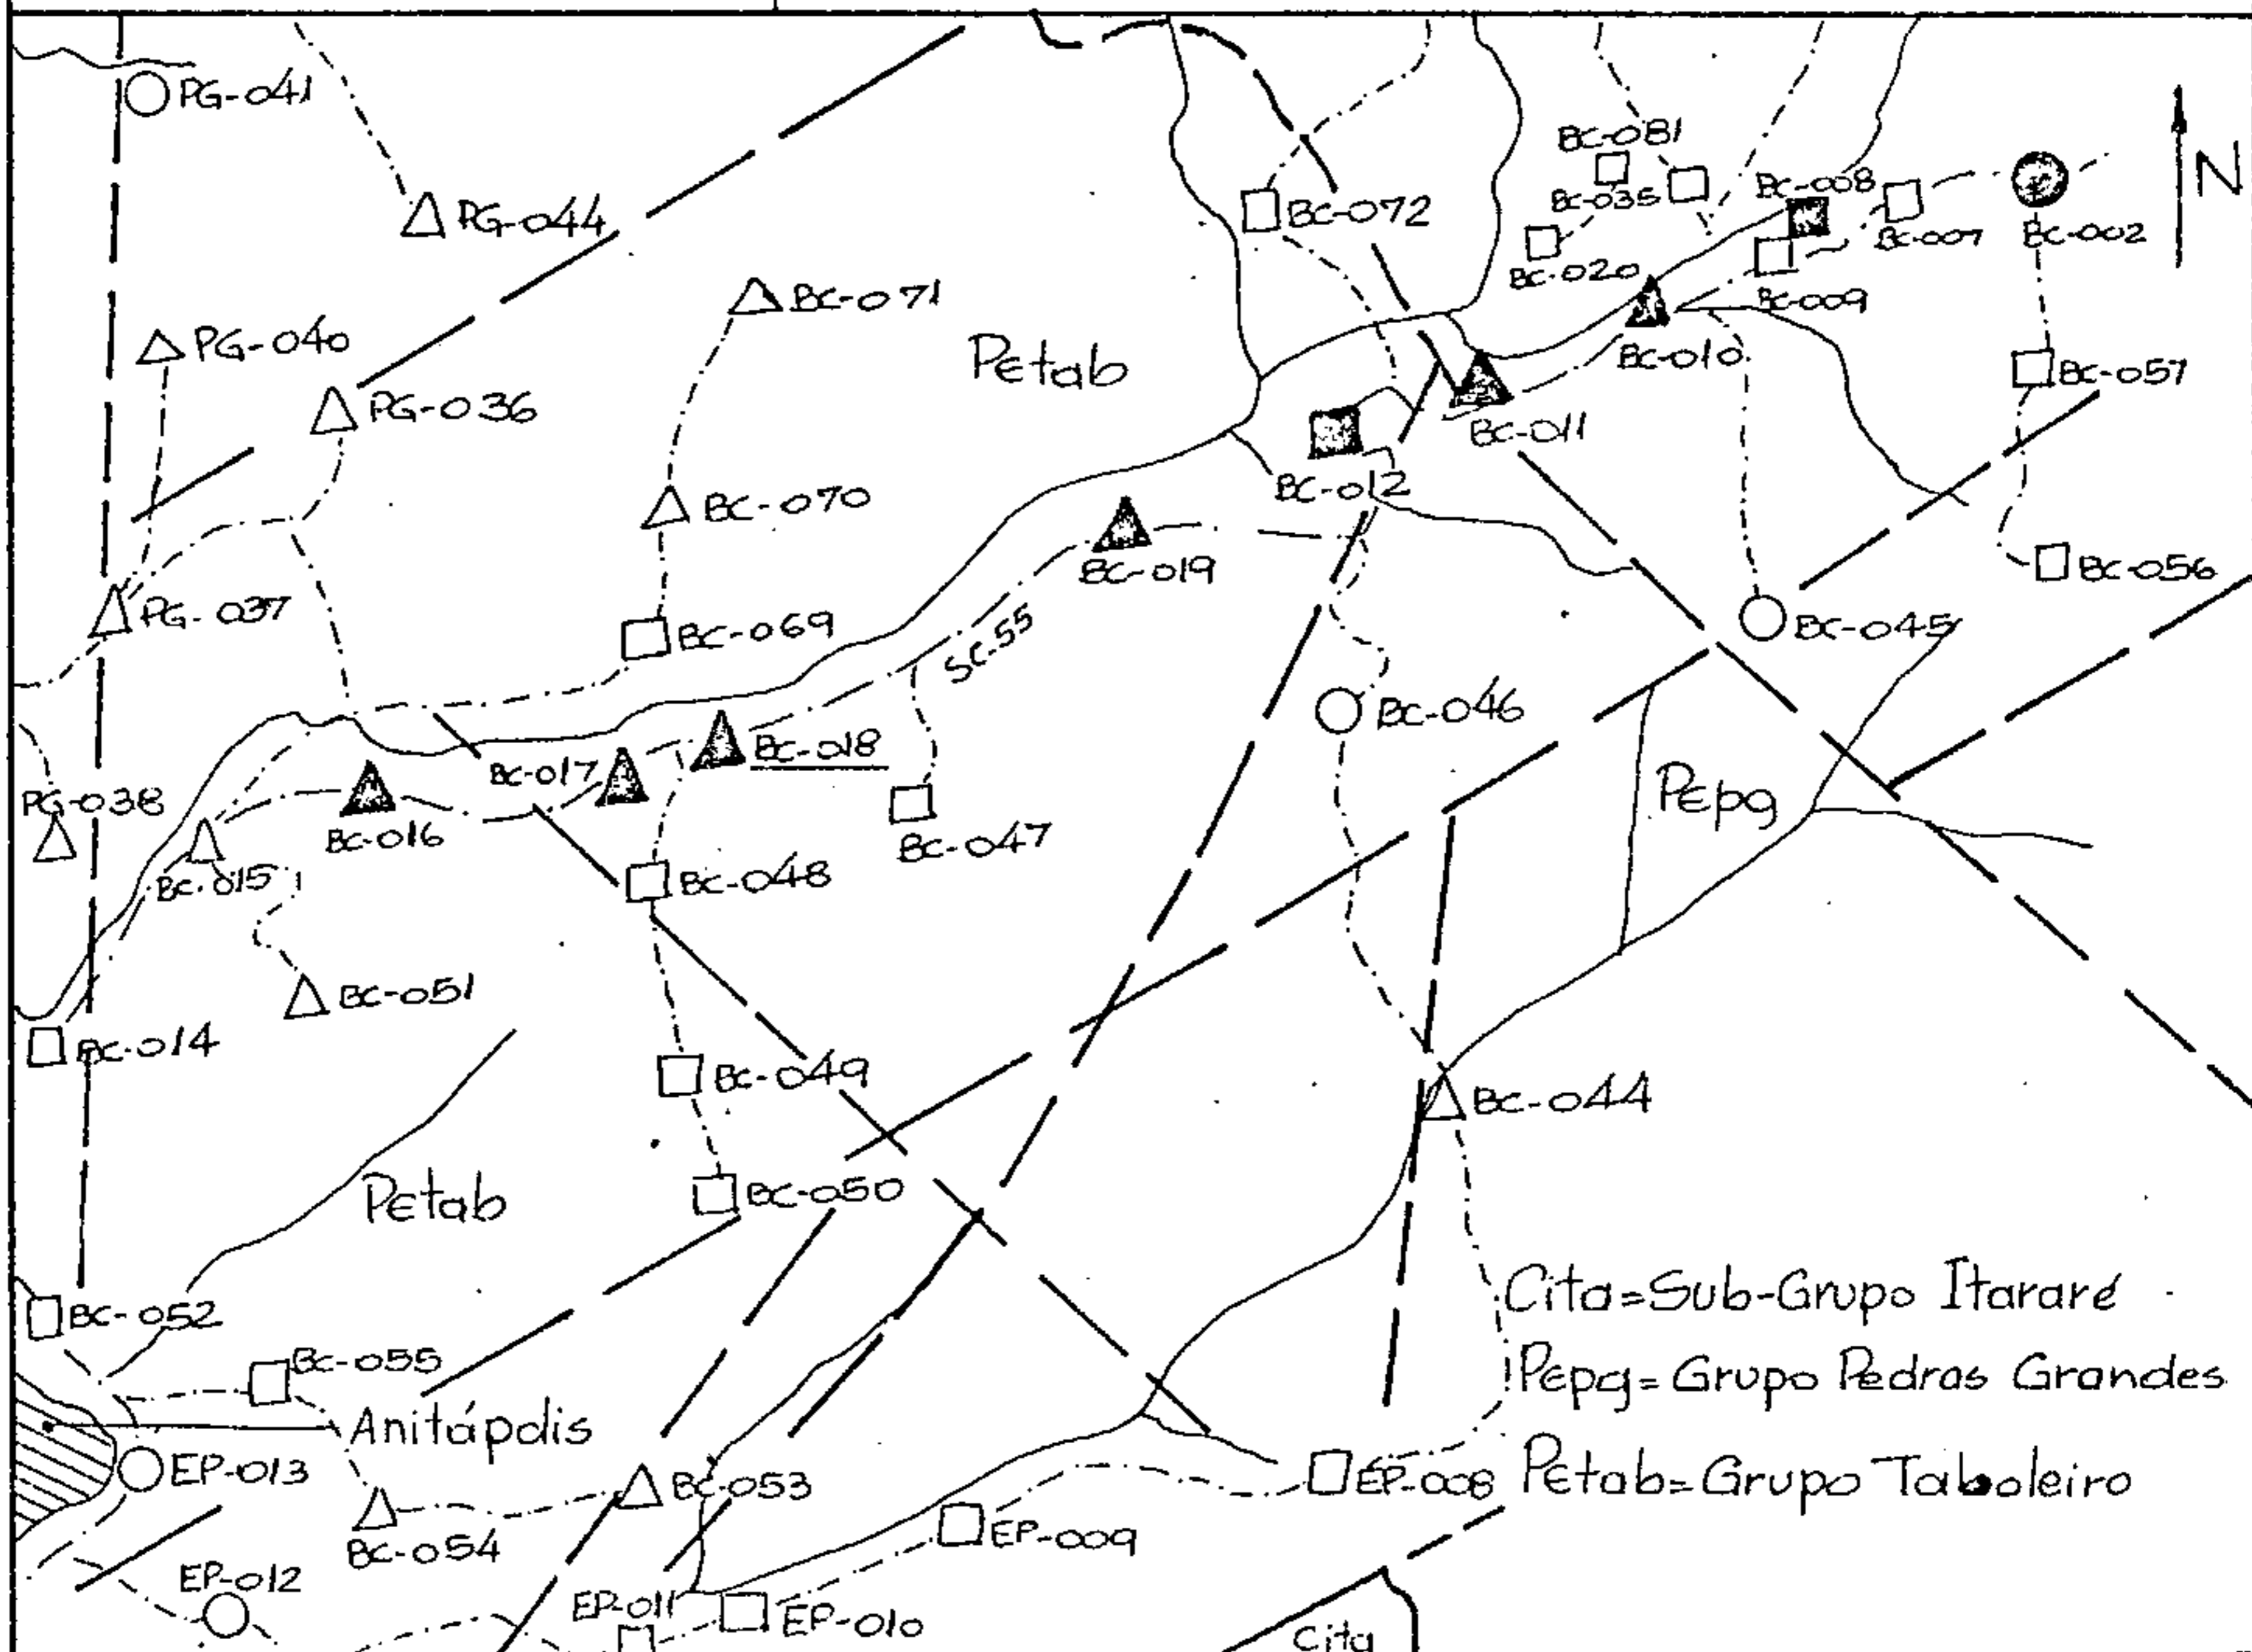 PG-041
BC-081
N
BC-008
BC-035
PG-044
BC-072
BC-007
BC-002
BC-020
BC-071
BC-009
PG-040
BC-010
Petab
BC-057
PG-036
BC-011
BC-012
BC-070
BC-019
BC-056
PG-037
BC-069
SC-55
BC-045
BC-046
BC-018
BC-017
PG-038
Pepg
BC-016
BC-047
BC-015
BC-048
BC-051
BC-014
BC-049
BC-044
Petab
BC-050
Cita=Sub-Grupo Itararé
BC-052
BC-055
Pepg=Grupo Pedras Grandes
Anitápolis
EP-013
BC-053
EP-008
Petab=Grupo Taboleiro
BC-054
EP-009
EP-012
EP-011
EP-010
Cita